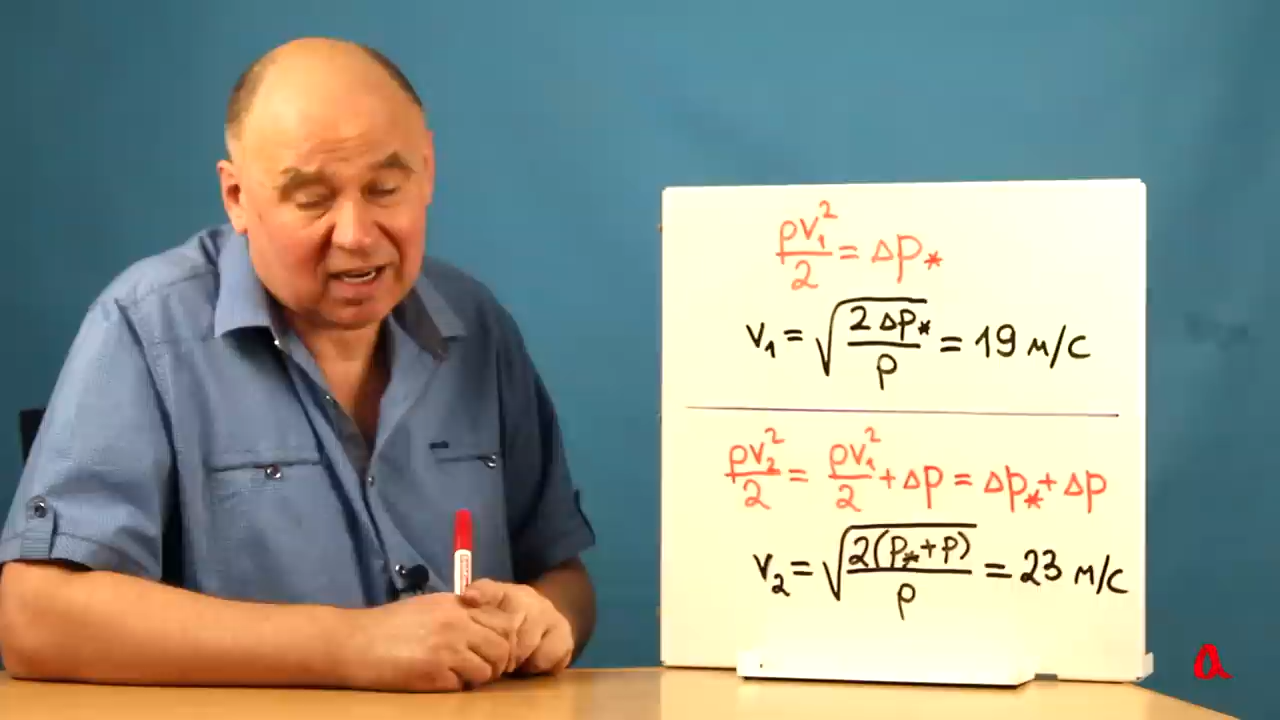 ρv₁²/2 = Δp*
v₁ = √(2Δp*/ρ) = 19 м/с
ρv₂²/2 = ρv₁²/2 + Δp = Δp* + Δp
v₂ = √(2(p*+p)/ρ) = 23 м/с
a